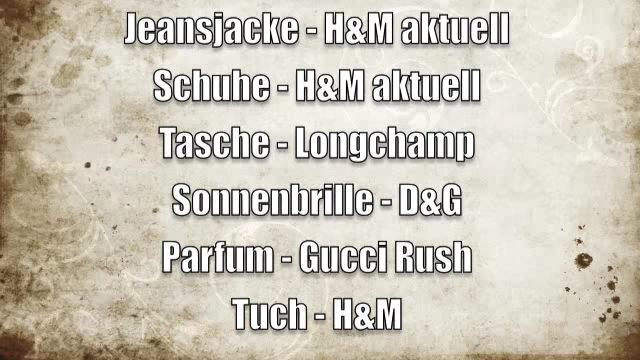 Jeansjacke - H&M aktuell
Schuhe - H&M aktuell
Tasche - Longchamp
Sonnenbrille - D&G
Parfum - Gucci Rush
Tuch - H&M